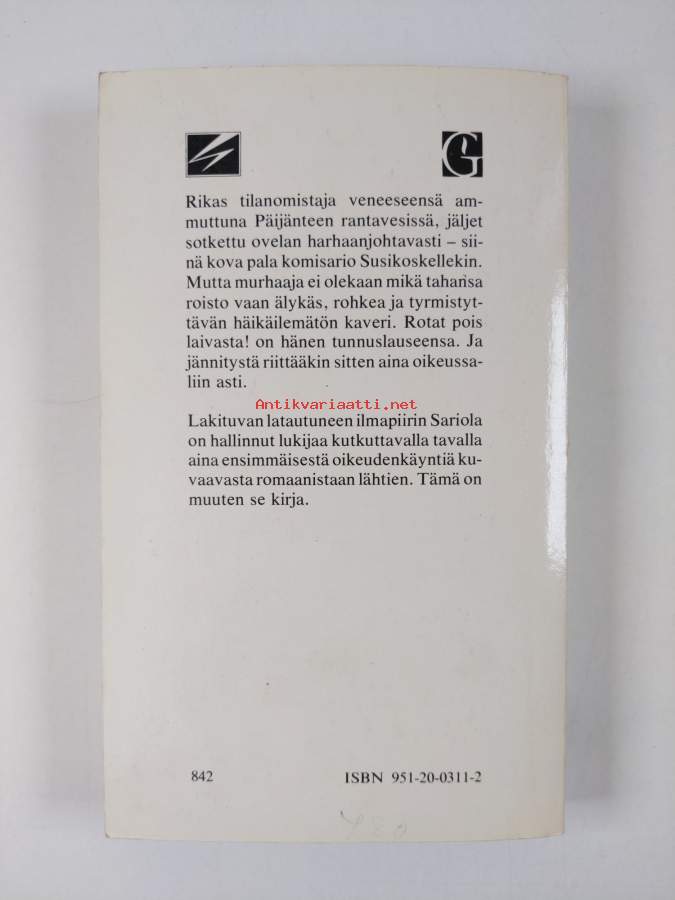 G
Rikas tilanomistaja veneeseensä am-
muttuna Päijänteen rantavesissä, jäljet
sotkettu ovelan harhaanjohtavasti – sii-
nä kova pala komisario Susikoskellekin.
Mutta murhaaja ei olekaan mikä tahansa
roisto vaan älykäs, rohkea ja tyrmistyt-
tävän häikäilemätön kaveri. Rotat pois
laivasta! on hänen tunnuslauseensa. Ja
jännitystä riittääkin sitten aina oikeussa-
liin asti.
Antikvariaatti.net
Lakituvan latautuneen ilmapiirin Sariola
on hallinnut lukijaa kutkuttavalla tavalla
aina ensimmäisestä oikeudenkäyntiä ku-
vaavasta romaanistaan lähtien. Tämä on
muuten se kirja.
842 ISBN 951-20-0311-2